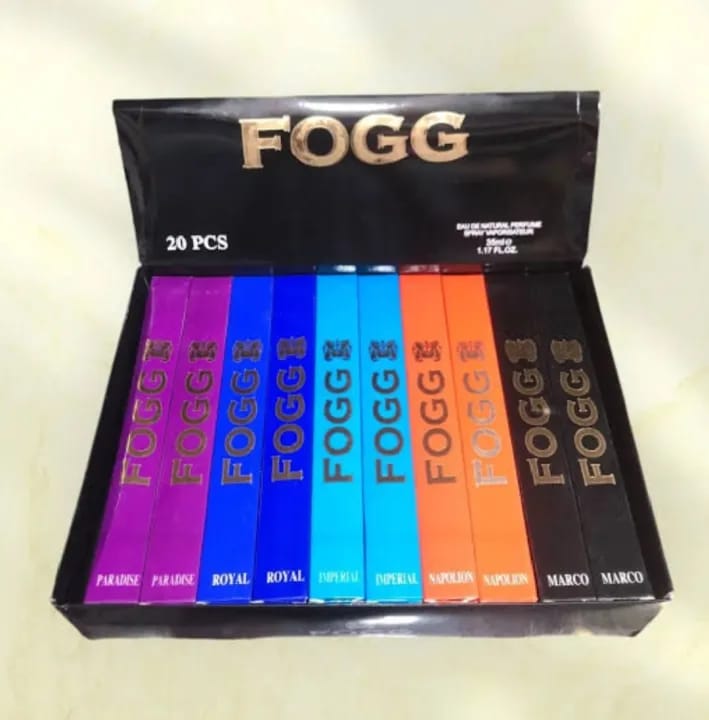 FOGG
20 PCS
EAU DE NATURAL PERFUME
SPRAY VAPORISATEUR
35ml e
1.17 FL.OZ.
FOGG
FOGG
FOGG
FOGG
FOGG
FOGG
FOGG
FOGG
FOGG
FOGG
PARADISE
PARADISE
ROYAL
ROYAL
IMPERIAL
IMPERIAL
NAPOLION
NAPOLION
MARCO
MARCO